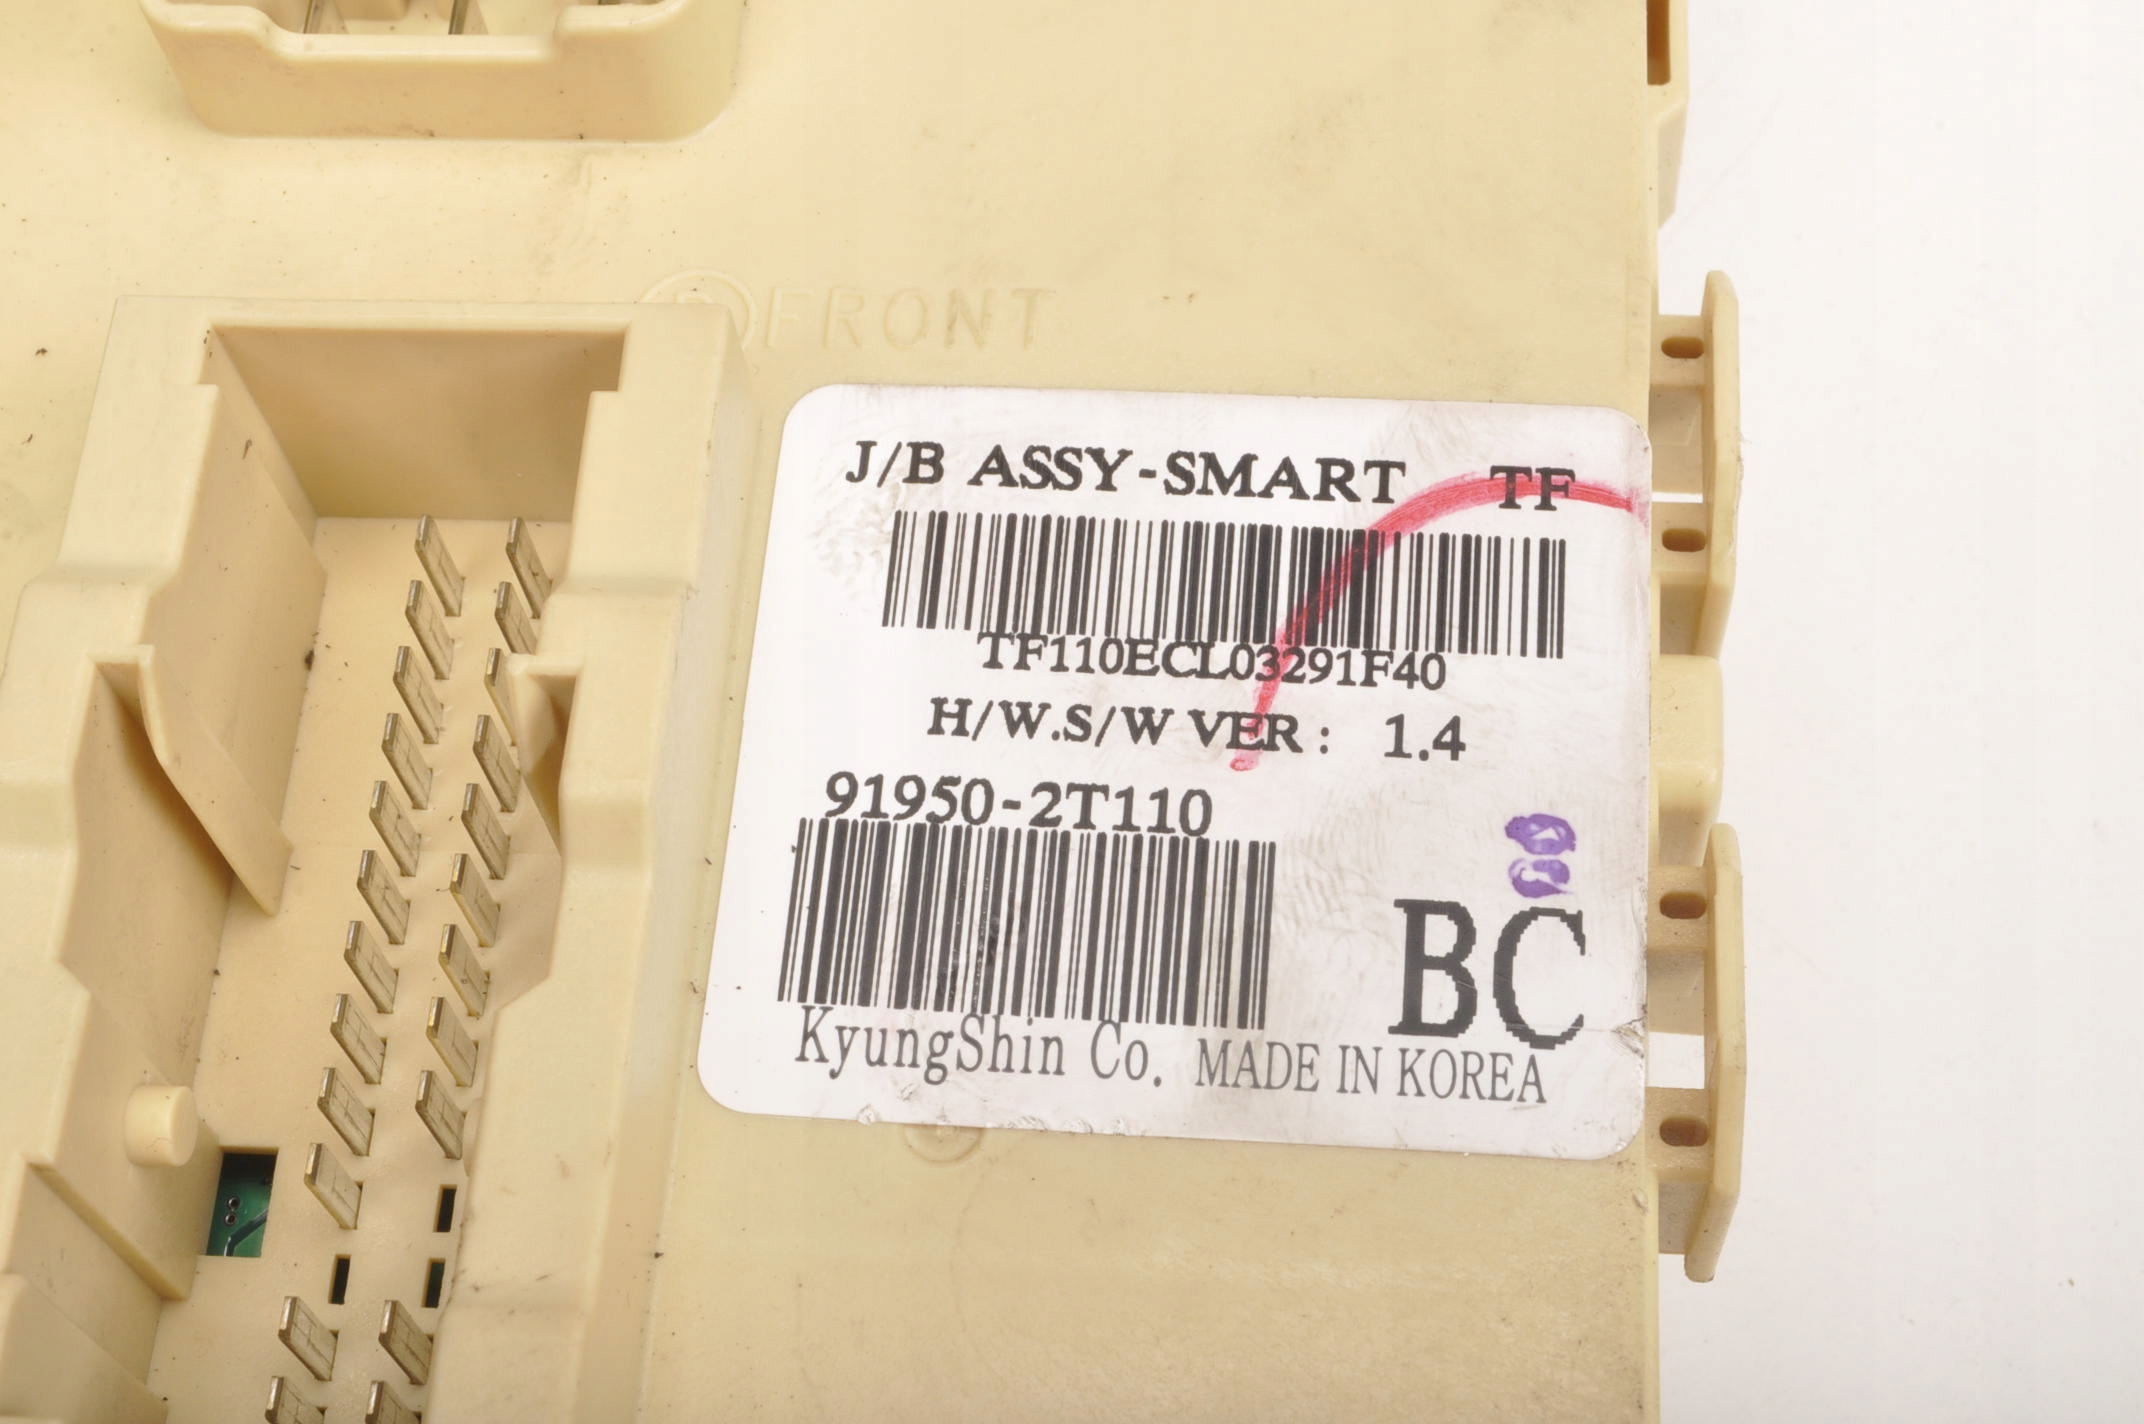 FRONT
J/B ASSY-SMART TF
TF110ECL03291F40
H/W.S/W VER : 1.4
91950-2T110
BC
KyungShin Co. MADE IN KOREA